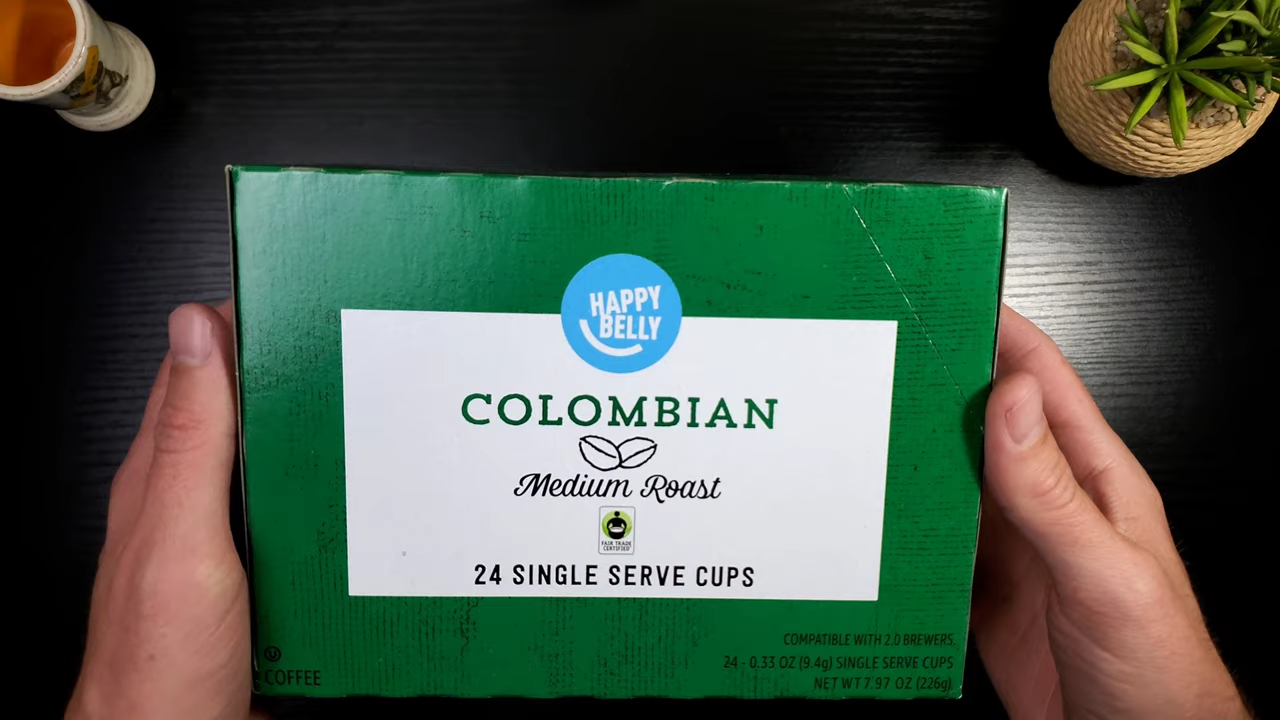 HAPPY
BELLY
COLOMBIAN
Medium Roast
FAIR TRADE
CERTIFIED
24 SINGLE SERVE CUPS
COMPATIBLE WITH 2.0 BREWERS.
24 - 0.33 OZ (9.4g) SINGLE SERVE CUPS
NET WT 7.97 OZ (226g)
U
COFFEE